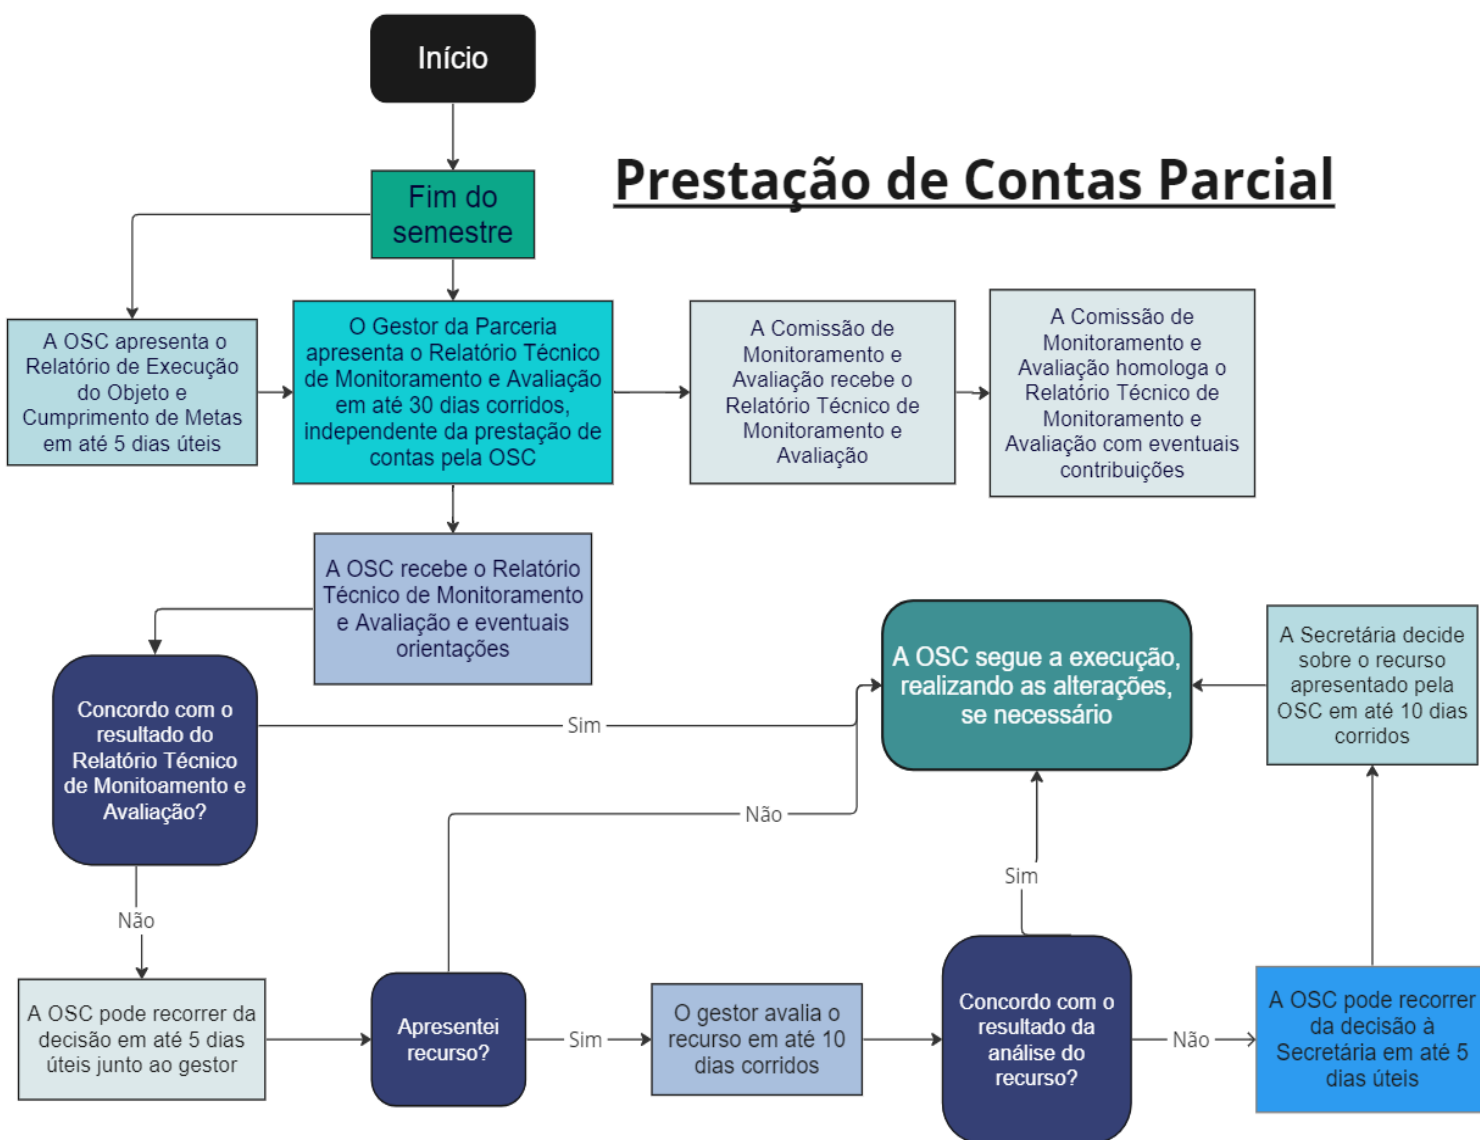 Início
Prestação de Contas Parcial
Fim do
semestre
A OSC apresenta o
Relatório de Execução
do Objeto e
Cumprimento de Metas
em até 5 dias úteis
O Gestor da Parceria
apresenta o Relatório Técnico
de Monitoramento e Avaliação
em até 30 dias corridos,
independente da prestação de
contas pela OSC
A Comissão de
Monitoramento e
Avaliação recebe o
Relatório Técnico de
Monitoramento e
Avaliação
A Comissão de
Monitoramento e
Avaliação homologa o
Relatório Técnico de
Monitoramento e
Avaliação com eventuais
contribuições
A OSC recebe o Relatório
Técnico de Monitoramento
e Avaliação e eventuais
orientações
Concordo com o
resultado do
Relatório Técnico
de Monitoamento e
Avaliação?
Sim
A OSC segue a execução,
realizando as alterações,
se necessário
A Secretária decide
sobre o recurso
apresentado pela
OSC em até 10 dias
corridos
Não
Sim
Não
A OSC pode recorrer da
decisão em até 5 dias
úteis junto ao gestor
Apresentei
recurso?
Sim
O gestor avalia o
recurso em até 10
dias corridos
Concordo com o
resultado da
análise do
recurso?
Não
A OSC pode recorrer
da decisão à
Secretária em até 5
dias úteis